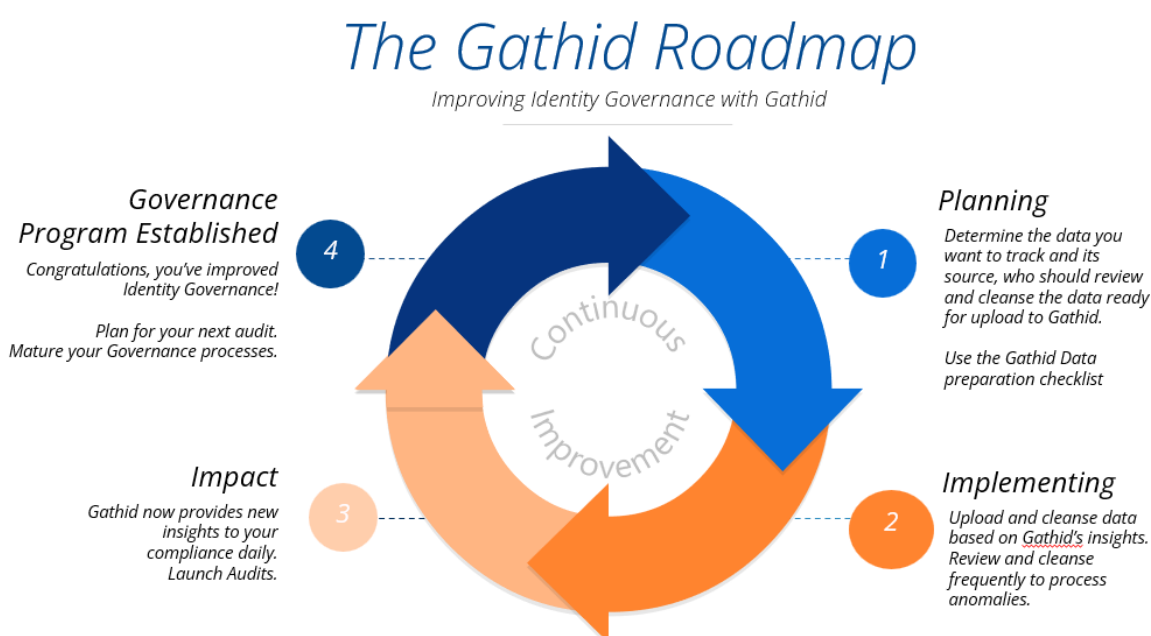 The Gathid Roadmap
Improving Identity Governance with Gathid
Governance
Program Established
4
Congratulations, you've improved
Identity Governance!
Plan for your next audit.
Mature your Governance processes.
Planning
1
Determine the data you
want to track and its
source, who should review
and cleanse the data ready
for upload to Gathid.
Use the Gathid Data
preparation checklist
Continuous
Improvement
Impact
3
Gathid now provides new
insights to your
compliance daily.
Launch Audits.
Implementing
2
Upload and cleanse data
based on Gathid's insights.
Review and cleanse
frequently to process
anomalies.